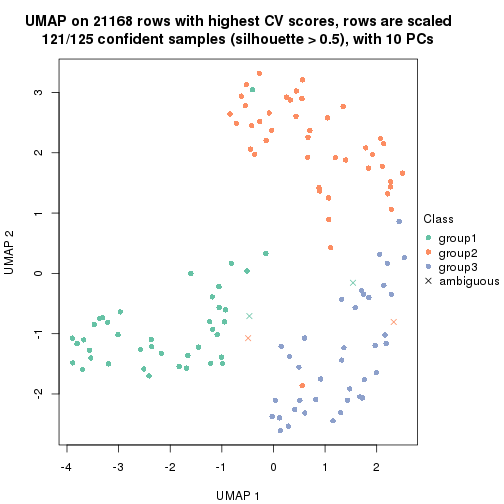 UMAP on 21168 rows with highest CV scores, rows are scaled
121/125 confident samples (silhouette > 0.5), with 10 PCs
3
2
1
0
-1
-2
UMAP 2
-4
-3
-2
-1
0
1
2
UMAP 1
Class
group1
group2
group3
ambiguous